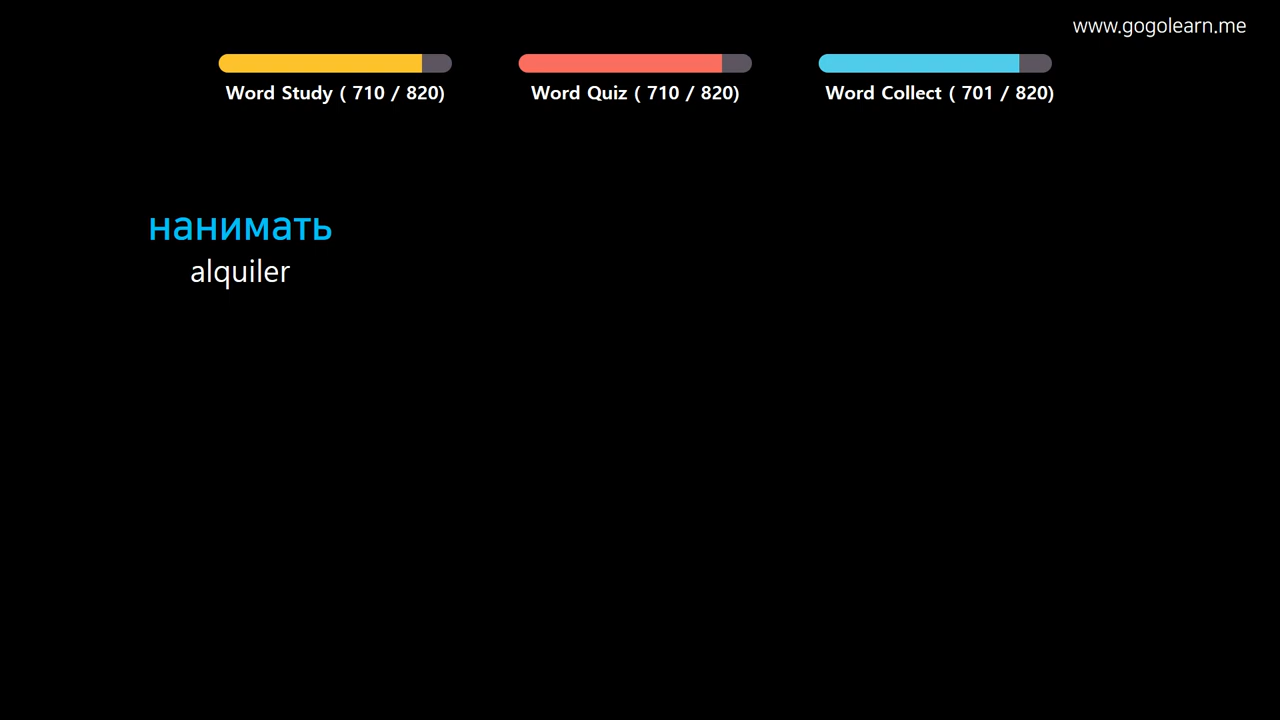 www.gogolearn.me
Word Study ( 710 / 820)
Word Quiz ( 710 / 820)
Word Collect ( 701 / 820)
нанимать
alquiler